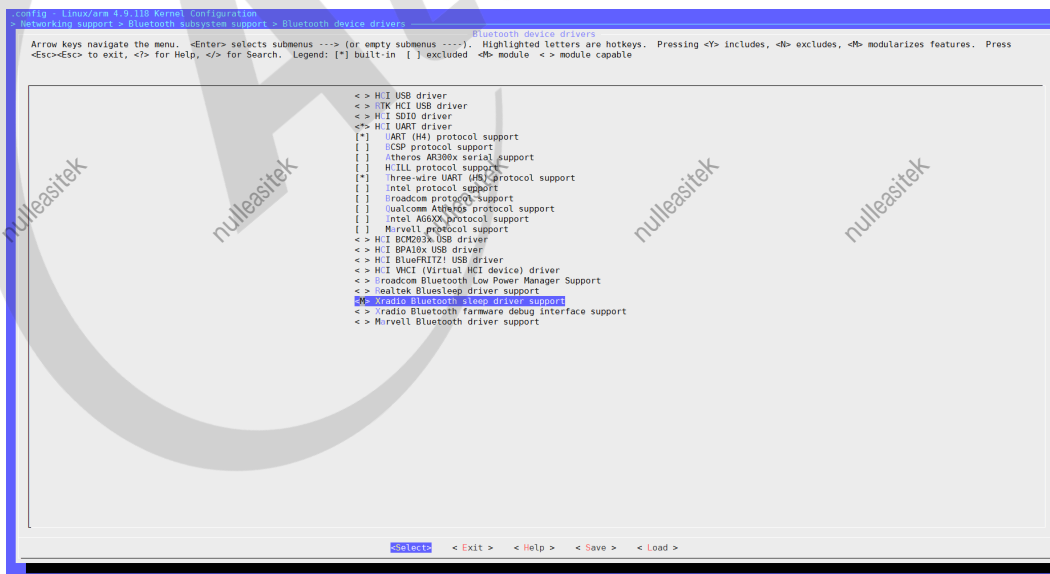 .config - Linux/arm 4.9.118 Kernel Configuration
> Networking support > Bluetooth subsystem support > Bluetooth device drivers
Bluetooth device drivers
Arrow keys navigate the menu. <Enter> selects submenus ---> (or empty submenus ----). Highlighted letters are hotkeys. Pressing <Y> includes, <N> excludes, <M> modularizes features. Press
<Esc><Esc> to exit, <?> for Help, </> for Search. Legend: [*] built-in [ ] excluded <M> module < > module capable
< > HCI USB driver
< > RTK HCI USB driver
< > HCI SDIO driver
<*> HCI UART driver
[*] UART (H4) protocol support
[ ] BCSP protocol support
[ ] Atheros AR300x serial support
[ ] HCILL protocol support
[*] Three-wire UART (H5) protocol support
[ ] Intel protocol support
[ ] Broadcom protocol support
[ ] Qualcomm Atheros protocol support
[ ] Intel AG6XX protocol support
[ ] Marvell protocol support
< > HCI BCM203x USB driver
< > HCI BPA10x USB driver
< > HCI BlueFRITZ! USB driver
< > HCI VHCI (Virtual HCI device) driver
< > Broadcom Bluetooth Low Power Manager Support
< > Realtek Bluesleep driver support
<M> Xradio Bluetooth sleep driver support
< > Xradio Bluetooth farmware debug interface support
< > Marvell Bluetooth driver support
nulleasitek
nulleasitek
nulleasitek
nulleasitek
nulleasitek
<Select> < Exit > < Help > < Save > < Load >